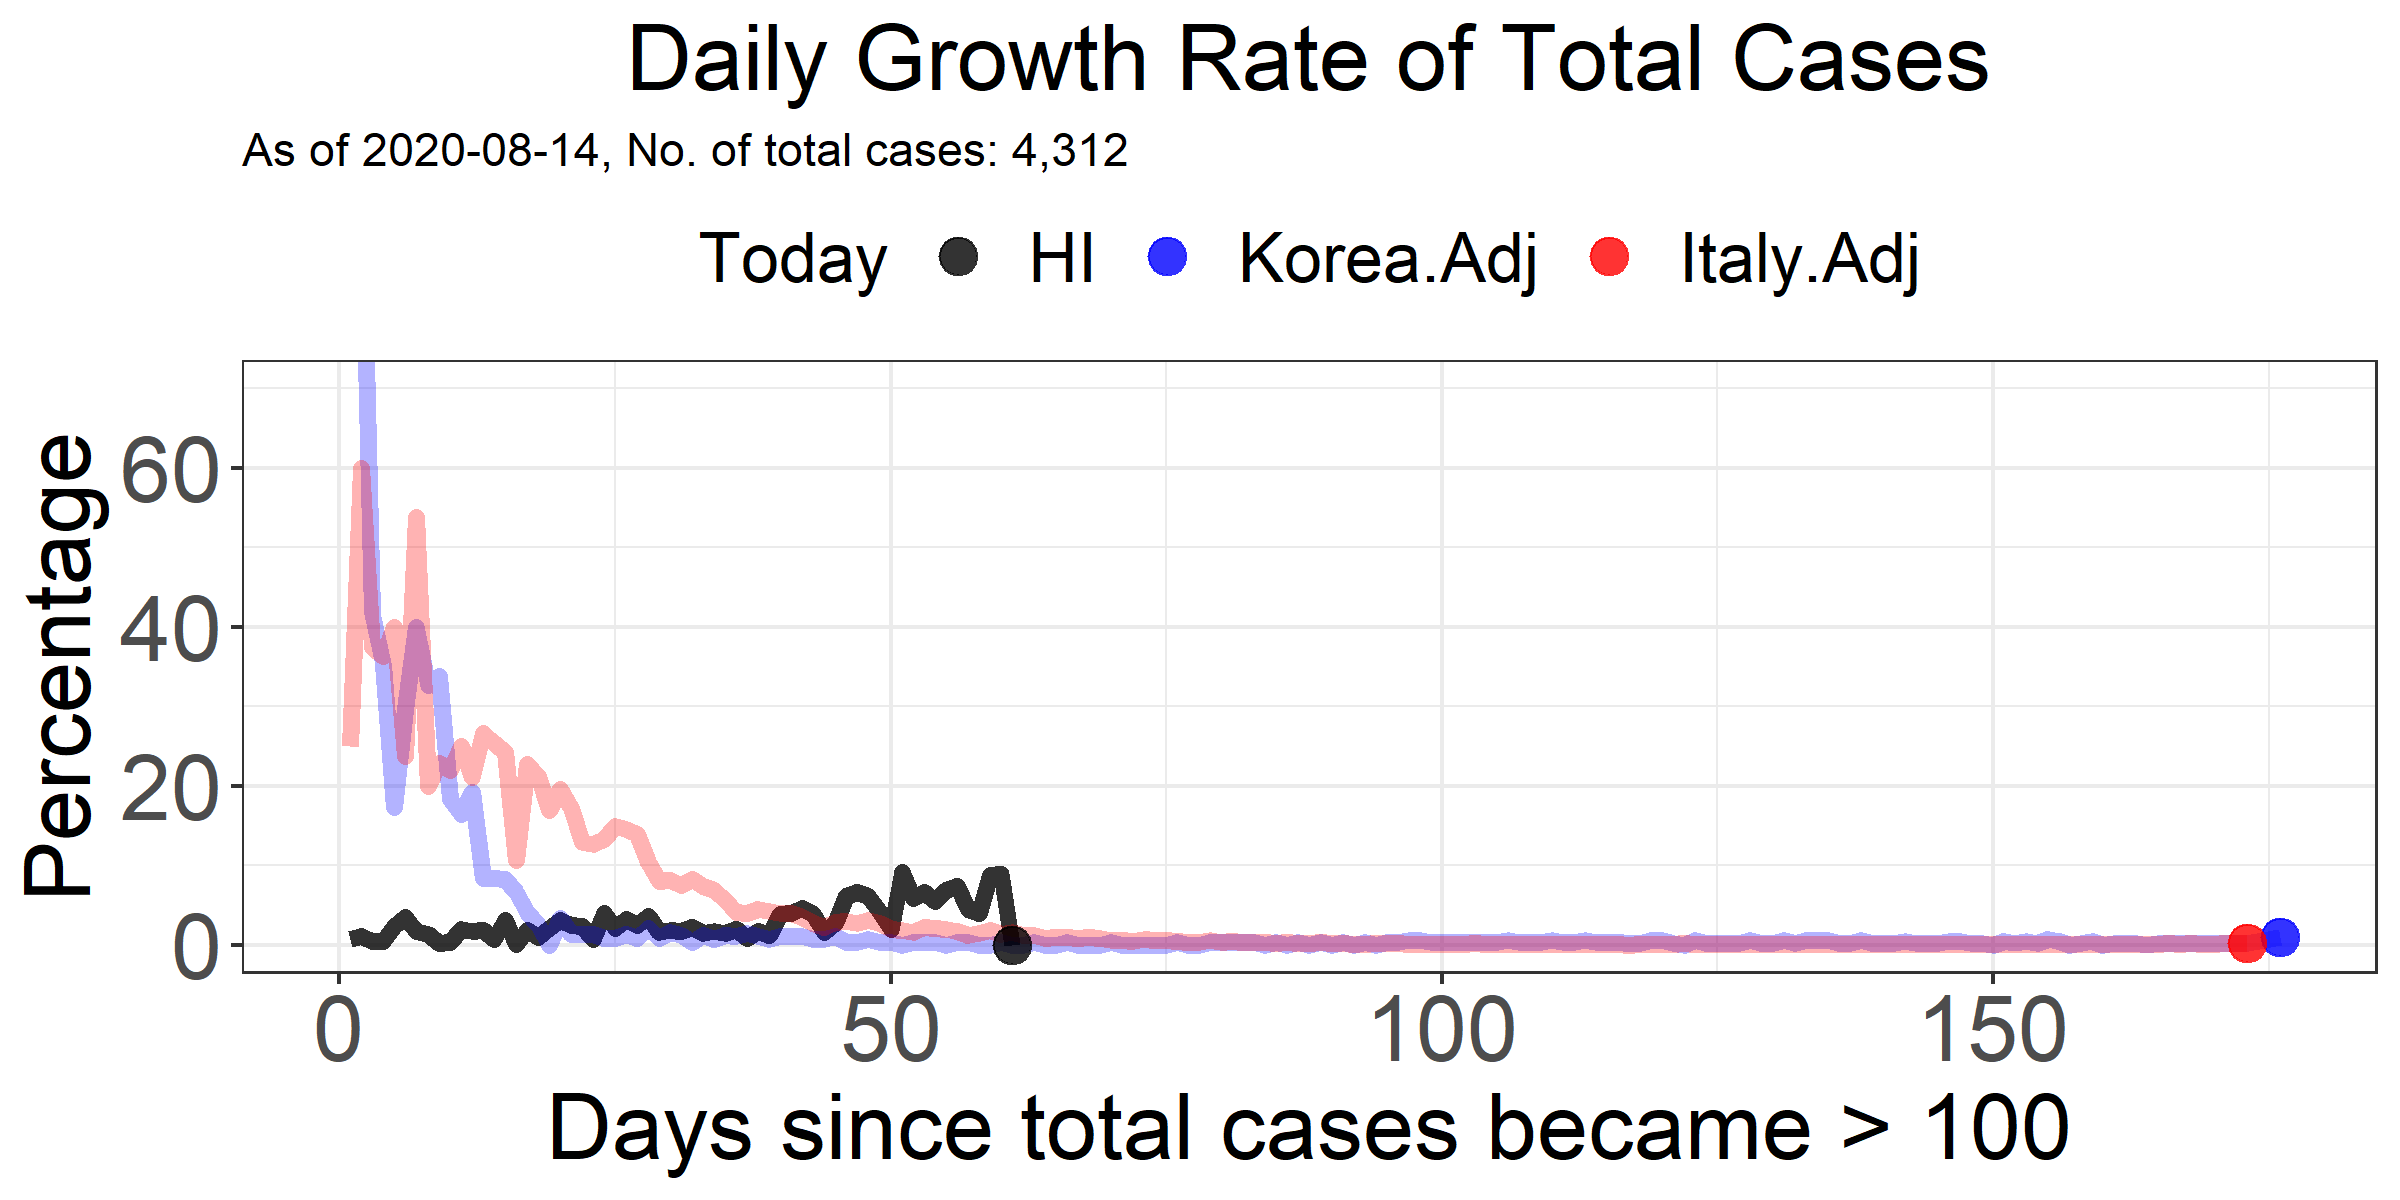 Daily Growth Rate of Total Cases
As of 2020-08-14, No. of total cases: 4,312
Today HI Korea.Adj Italy.Adj
Percentage
60
40
20
0
0 50 100 150
Days since total cases became > 100